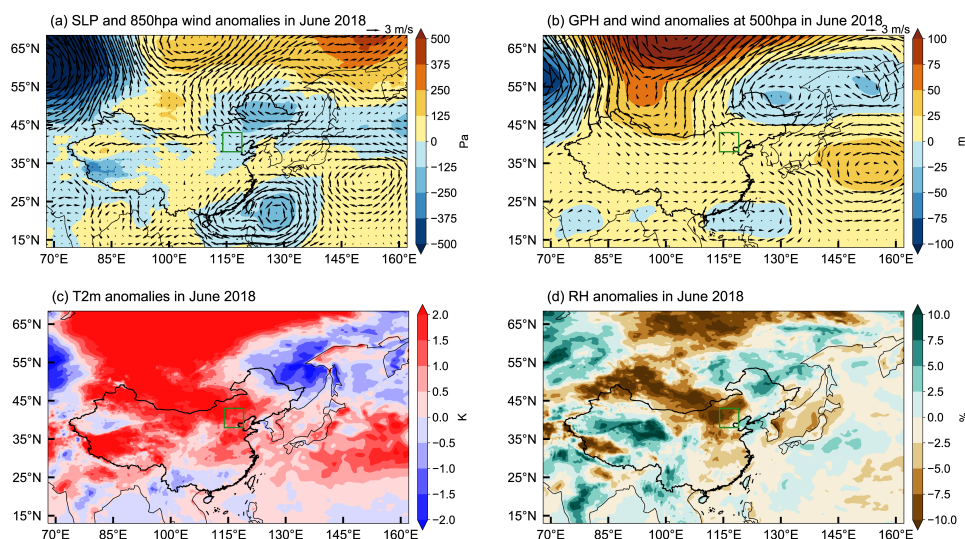 (a) SLP and 850hpa wind anomalies in June 2018
3 m/s
65°N
55°N
45°N
35°N
25°N
15°N
70°E 85°E 100°E 115°E 130°E 145°E 160°E
500
375
250
125
0
−125
−250
−375
−500
Pa
(b) GPH and wind anomalies at 500hpa in June 2018
3 m/s
65°N
55°N
45°N
35°N
25°N
15°N
70°E 85°E 100°E 115°E 130°E 145°E 160°E
100
75
50
25
0
−25
−50
−75
−100
m
(c) T2m anomalies in June 2018
65°N
55°N
45°N
35°N
25°N
15°N
70°E 85°E 100°E 115°E 130°E 145°E 160°E
2.0
1.5
1.0
0.5
0.0
−0.5
−1.0
−1.5
−2.0
K
(d) RH anomalies in June 2018
65°N
55°N
45°N
35°N
25°N
15°N
70°E 85°E 100°E 115°E 130°E 145°E 160°E
10.0
7.5
5.0
2.5
0.0
−2.5
−5.0
−7.5
−10.0
%